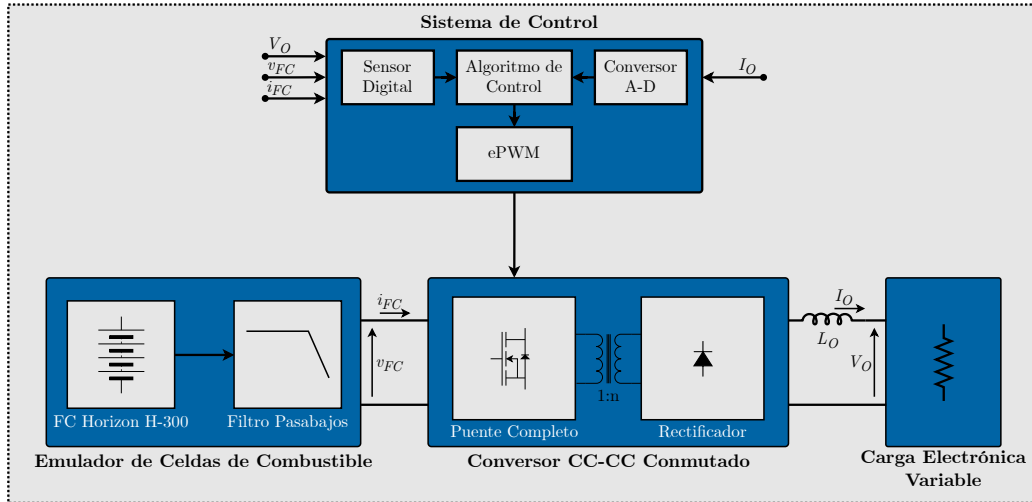 Sistema de Control
V_O
v_FC
i_FC
Sensor
Digital
Algoritmo de
Control
Conversor
A-D
I_O
ePWM
i_FC
v_FC
FC Horizon H-300
Filtro Pasabajos
Emulador de Celdas de Combustible
1:n
Puente Completo
Rectificador
Conversor CC-CC Conmutado
I_O
L_O
V_O
Carga Electrónica
Variable